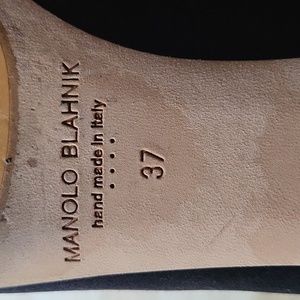 MANOLO BLAHNIK
hand made in italy
• • • •
37